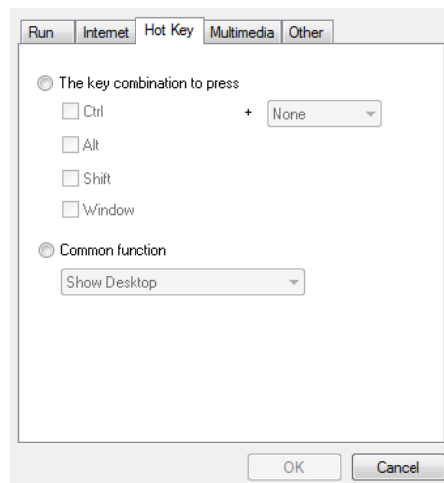 Run Internet Hot Key Multimedia Other
The key combination to press
Ctrl + None
Alt
Shift
Window
Common function
Show Desktop
OK Cancel